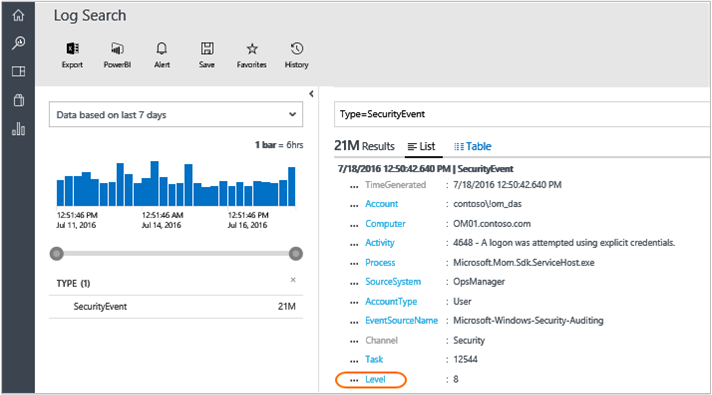 Log Search
Export PowerBI Alert Save Favorites History
Data based on last 7 days
1 bar = 6hrs
12:51:46 PM 12:51:46 AM 12:51:46 PM
Jul 11, 2016 Jul 14, 2016 Jul 16, 2016
TYPE (1) ×
SecurityEvent 21M
Type=SecurityEvent
21M Results List Table
7/18/2016 12:50:42.640 PM | SecurityEvent
... TimeGenerated : 7/18/2016 12:50:42.640 PM
... Account : contoso\!om_das
... Computer : OM01.contoso.com
... Activity : 4648 - A logon was attempted using explicit credentials.
... Process : Microsoft.Mom.Sdk.ServiceHost.exe
... SourceSystem : OpsManager
... AccountType : User
... EventSourceName : Microsoft-Windows-Security-Auditing
... Channel : Security
... Task : 12544
... Level : 8